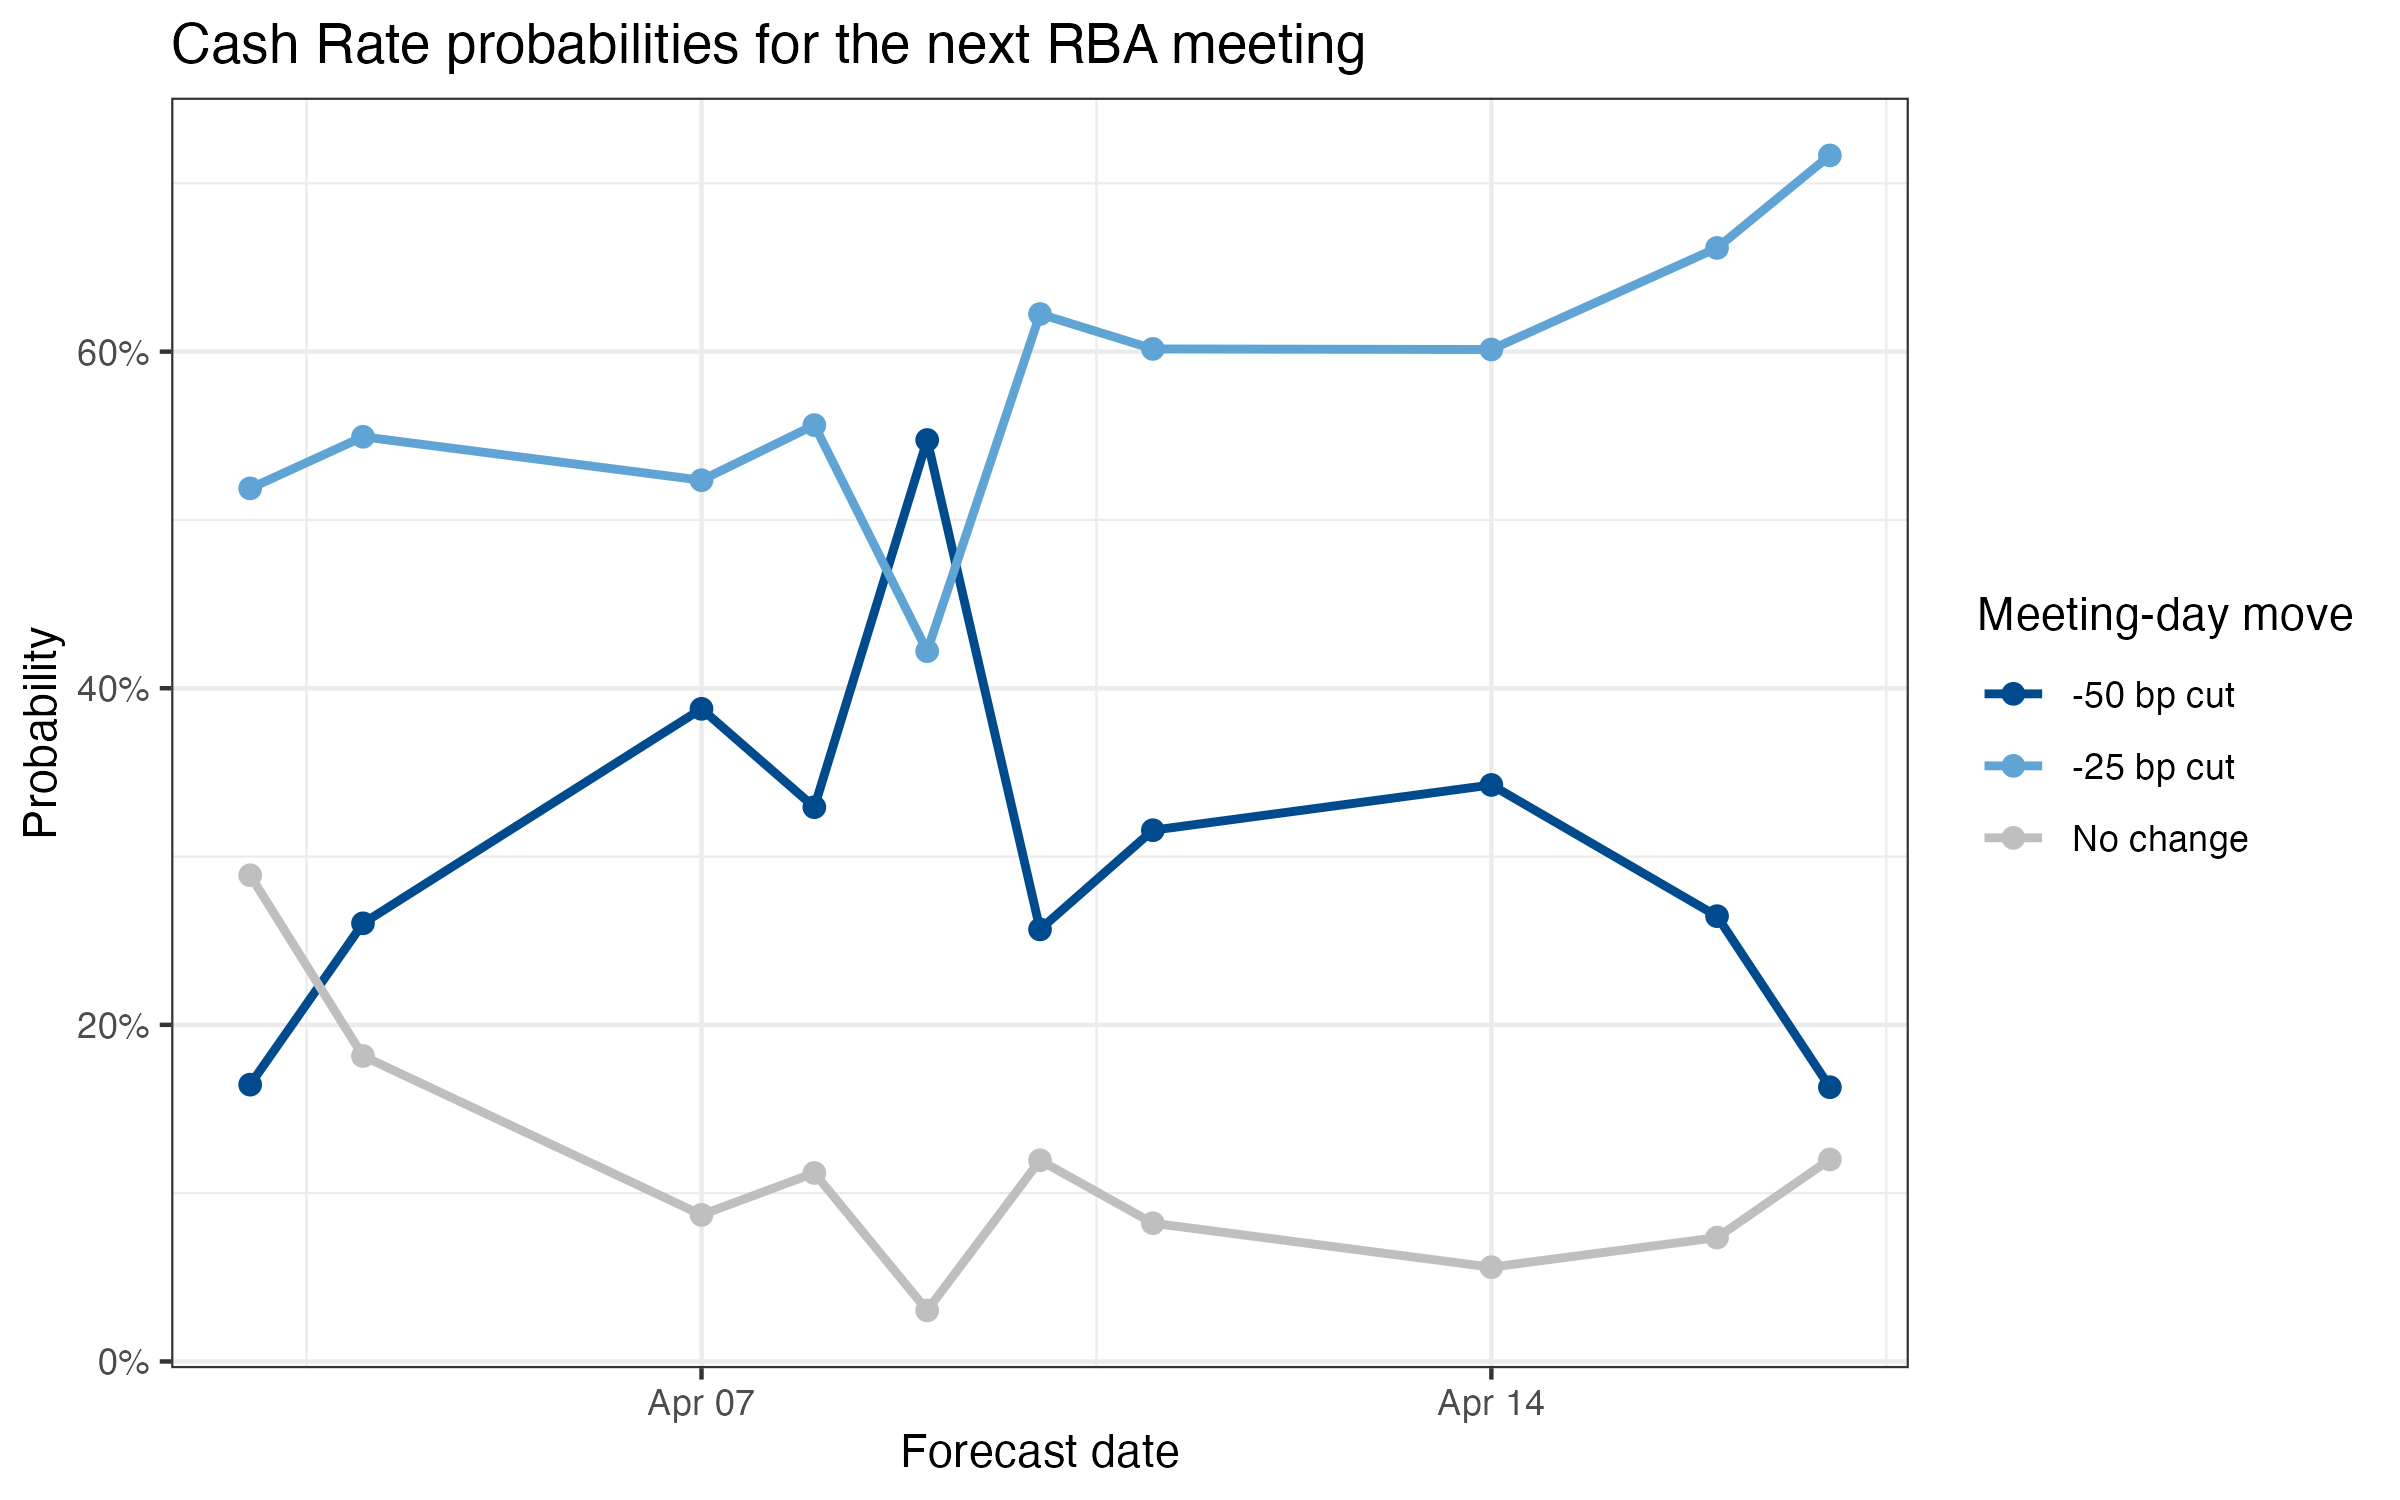 Cash Rate probabilities for the next RBA meeting
Probability
60%
40%
20%
0%
Apr 07
Apr 14
Forecast date
Meeting-day move
-50 bp cut
-25 bp cut
No change